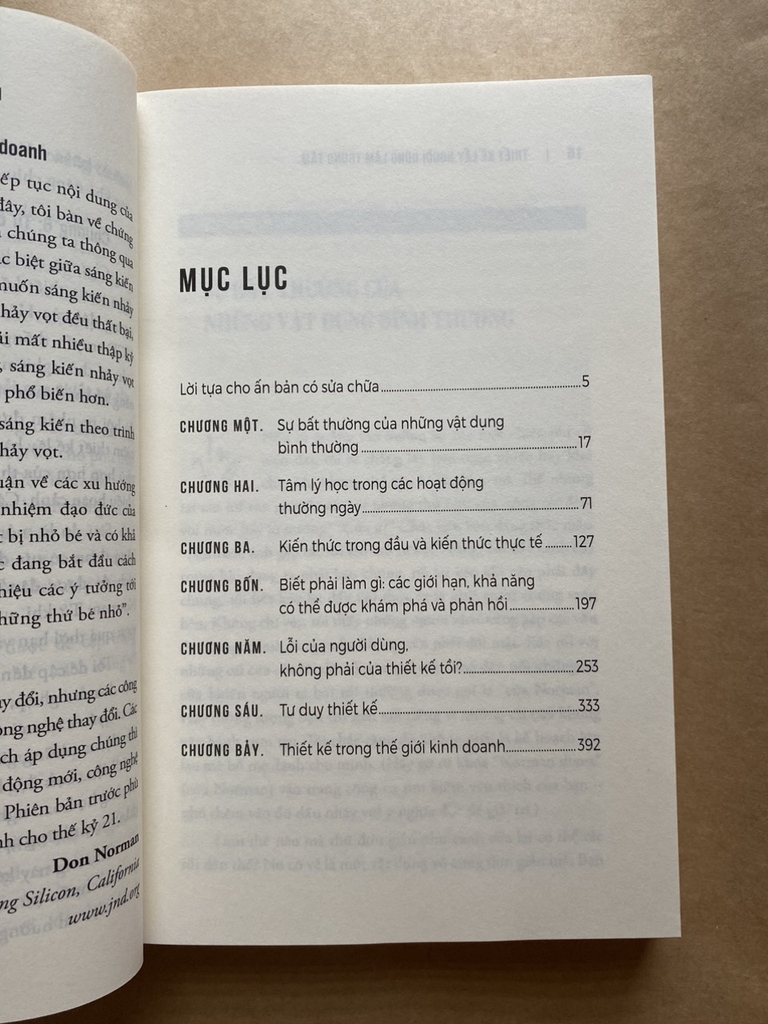 doanh
ếp tục nội dung của
đây, tôi bàn về chứng
chúng ta thông qua
c biệt giữa sáng kiến
muốn sáng kiến nhảy
nhảy vọt đều thất bại,
ải mất nhiều thập kỷ
, sáng kiến nhảy vọt
phổ biến hơn.
sáng kiến theo trình
hảy vọt.
uận về các xu hướng
nhiệm đạo đức của
t bị nhỏ bé và có khả
c đang bắt đầu cách
hiệu các ý tưởng tới
hững thứ bé nhỏ”.
y đổi, nhưng các công
ông nghệ thay đổi. Các
ch áp dụng chúng thì
động mới, công nghệ
Phiên bản trước phù
nh cho thế kỷ 21.
Don Norman
ng Silicon, California
www.jnd.org
MỤC LỤC
Lời tựa cho ấn bản có sửa chữa 5
CHƯƠNG MỘT. Sự bất thường của những vật dụng
bình thường 17
CHƯƠNG HAI. Tâm lý học trong các hoạt động
thường ngày 71
CHƯƠNG BA. Kiến thức trong đầu và kiến thức thực tế 127
CHƯƠNG BỐN. Biết phải làm gì: các giới hạn, khả năng
có thể được khám phá và phản hồi 197
CHƯƠNG NĂM. Lỗi của người dùng,
không phải của thiết kế tồi? 253
CHƯƠNG SÁU. Tư duy thiết kế 333
CHƯƠNG BẢY. Thiết kế trong thế giới kinh doanh 392